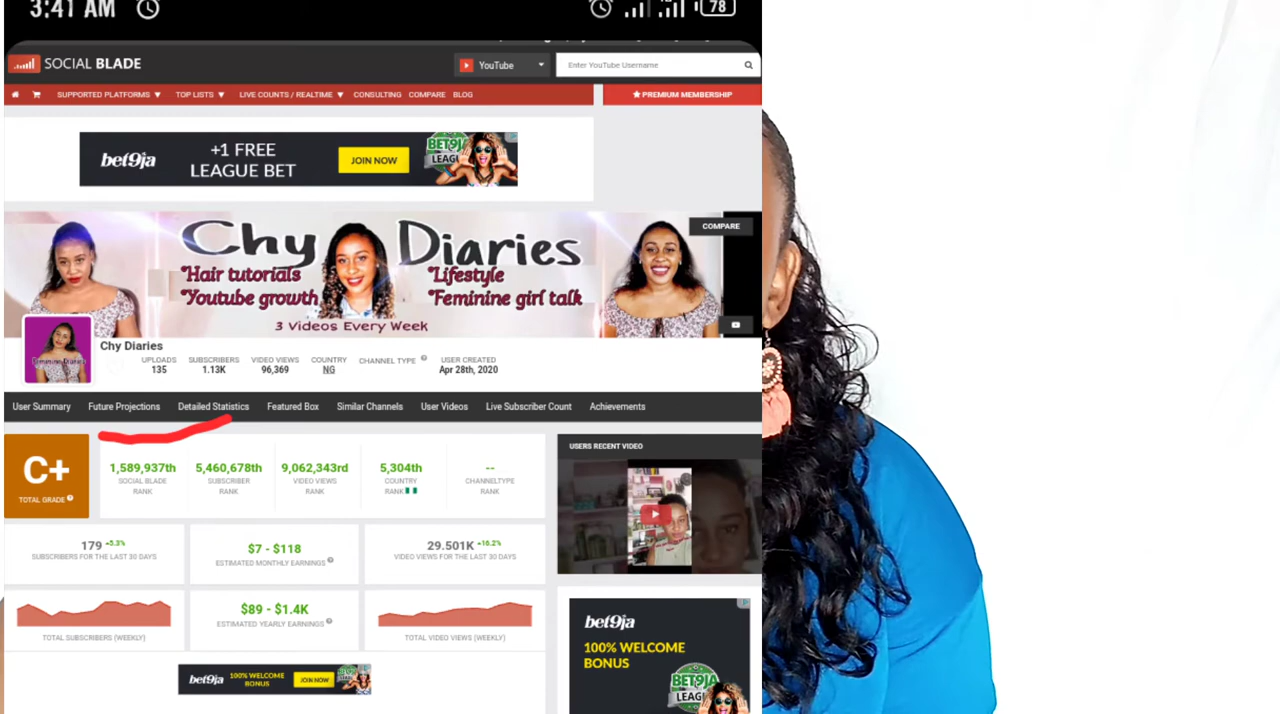 3:41 AM
78
SOCIAL BLADE
YouTube
Enter YouTube Username
SUPPORTED PLATFORMS ▼ TOP LISTS ▼ LIVE COUNTS / REALTIME ▼ CONSULTING COMPARE BLOG
★ PREMIUM MEMBERSHIP
bet9ja
+1 FREE
LEAGUE BET
JOIN NOW
BET9JA
LEAGU
COMPARE
Chy Diaries
*Hair tutorials *Lifestyle
*Youtube growth *Feminine girl talk
3 Videos Every Week
Feminine Diaries
Chy Diaries
UPLOADS SUBSCRIBERS VIDEO VIEWS COUNTRY CHANNEL TYPE USER CREATED
135 1.13K 96,369 NG Apr 28th, 2020
User Summary Future Projections Detailed Statistics Featured Box Similar Channels User Videos Live Subscriber Count Achievements
C+
TOTAL GRADE
1,589,937th 5,460,678th 9,062,343rd 5,304th --
SOCIAL BLADE SUBSCRIBER VIDEO VIEWS COUNTRY CHANNELTYPE
RANK RANK RANK RANK RANK
USERS RECENT VIDEO
179 +5.3%
SUBSCRIBERS FOR THE LAST 30 DAYS
$7 - $118
ESTIMATED MONTHLY EARNINGS
29.501K +16.2%
VIDEO VIEWS FOR THE LAST 30 DAYS
TOTAL SUBSCRIBERS (WEEKLY)
$89 - $1.4K
ESTIMATED YEARLY EARNINGS
TOTAL VIDEO VIEWS (WEEKLY)
bet9ja
100% WELCOME
BONUS
JOIN NOW
bet9ja
100% WELCOME
BONUS
BET9JA
LEAGU